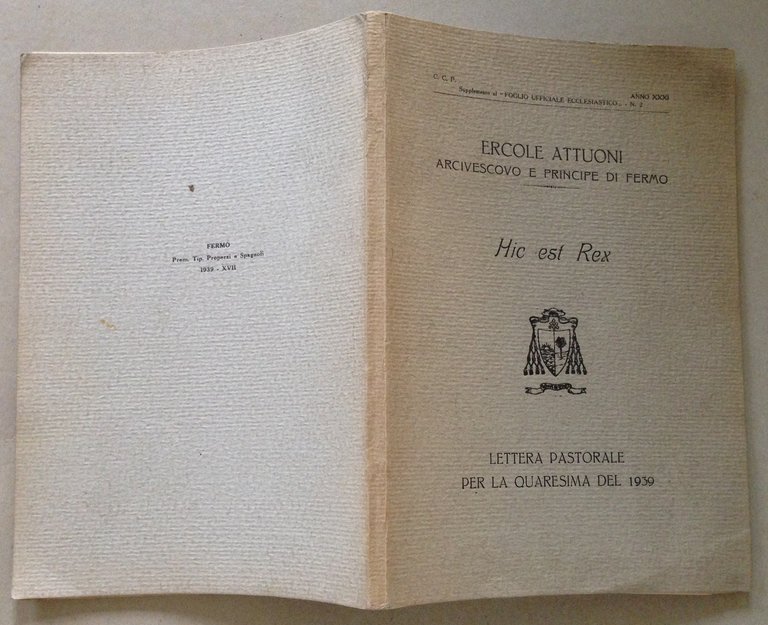 C. C. P. ANNO XXXI
Supplemento al "FOGLIO UFFICIALE ECCLESIASTICO„ - N. 2
ERCOLE ATTUONI
ARCIVESCOVO E PRINCIPE DI FERMO
Hic est Rex
LETTERA PASTORALE
PER LA QUARESIMA DEL 1939
FERMO
Prem. Tip. Properzi e Spagnoli
1939 - XVII